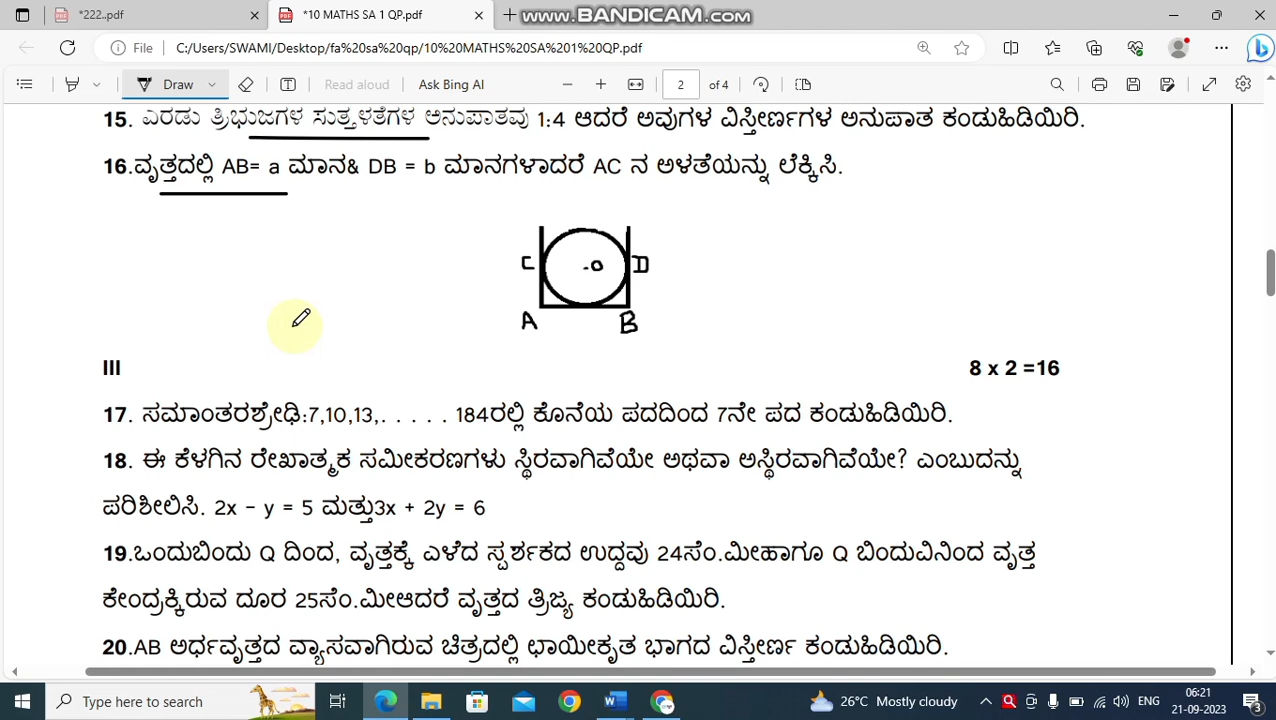 *222..pdf
*10 MATHS SA 1 QP.pdf
www.BANDICAM.com
File
C:/Users/SWAMI/Desktop/fa%20sa%20qp/10%20MATHS%20SA%201%20QP.pdf
Draw
Read aloud
Ask Bing AI
2 of 4
15. ಎರಡು ತ್ರಿಭುಜಗಳ ಸುತ್ತಳತೆಗಳ ಅನುಪಾತವು 1:4 ಆದರೆ ಅವುಗಳ ವಿಸ್ತೀರ್ಣಗಳ ಅನುಪಾತ ಕಂಡುಹಿಡಿಯಿರಿ.
16.ವೃತ್ತದಲ್ಲಿ AB= a ಮಾನ& DB = b ಮಾನಗಳಾದರೆ AC ನ ಅಳತೆಯನ್ನು ಲೆಕ್ಕಿಸಿ.
C O D
A B
III 8 x 2 =16
17. ಸಮಾಂತರಶ್ರೇಢಿ:7,10,13,. . . . . 184ರಲ್ಲಿ ಕೊನೆಯ ಪದದಿಂದ 7ನೇ ಪದ ಕಂಡುಹಿಡಿಯಿರಿ.
18. ಈ ಕೆಳಗಿನ ರೇಖಾತ್ಮಕ ಸಮೀಕರಣಗಳು ಸ್ಥಿರವಾಗಿವೆಯೇ ಅಥವಾ ಅಸ್ಥಿರವಾಗಿವೆಯೇ? ಎಂಬುದನ್ನು
ಪರಿಶೀಲಿಸಿ. 2x – y = 5 ಮತ್ತು3x + 2y = 6
19.ಒಂದುಬಿಂದು Q ದಿಂದ, ವೃತ್ತಕ್ಕೆ ಎಳೆದ ಸ್ಪರ್ಶಕದ ಉದ್ದವು 24ಸೆಂ.ಮೀಹಾಗೂ Q ಬಿಂದುವಿನಿಂದ ವೃತ್ತ
ಕೇಂದ್ರಕ್ಕಿರುವ ದೂರ 25ಸೆಂ.ಮೀಆದರೆ ವೃತ್ತದ ತ್ರಿಜ್ಯ ಕಂಡುಹಿಡಿಯಿರಿ.
20.AB ಅರ್ಧವೃತ್ತದ ವ್ಯಾಸವಾಗಿರುವ ಚಿತ್ರದಲ್ಲಿ ಛಾಯೀಕೃತ ಭಾಗದ ವಿಸ್ತೀರ್ಣ ಕಂಡುಹಿಡಿಯಿರಿ.
Type here to search
26°C Mostly cloudy
ENG
06:21
21-09-2023
3